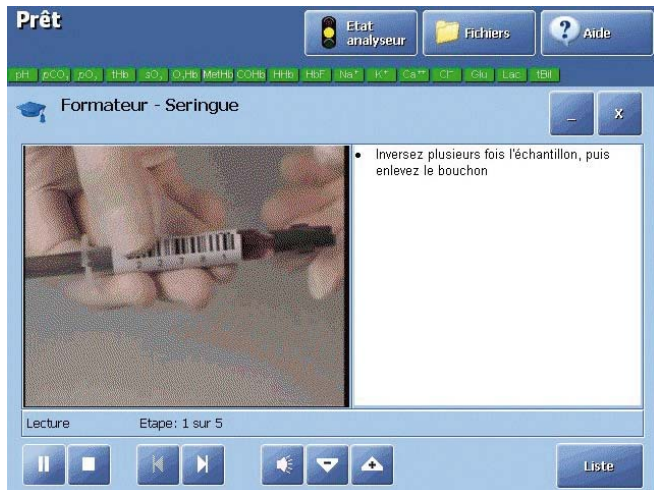 Prêt
Etat
analyseur
Fichiers
? Aide
pH pCO₂ pO₂ tHb sO₂ O₂Hb MetHb COHb HHb HbF Na⁺ K⁺ Ca⁺⁺ Cl⁻ Glu Lac tBil
Formateur - Seringue
_ x
• Inversez plusieurs fois l'échantillon, puis
enlevez le bouchon
Lecture Etape: 1 sur 5
Liste